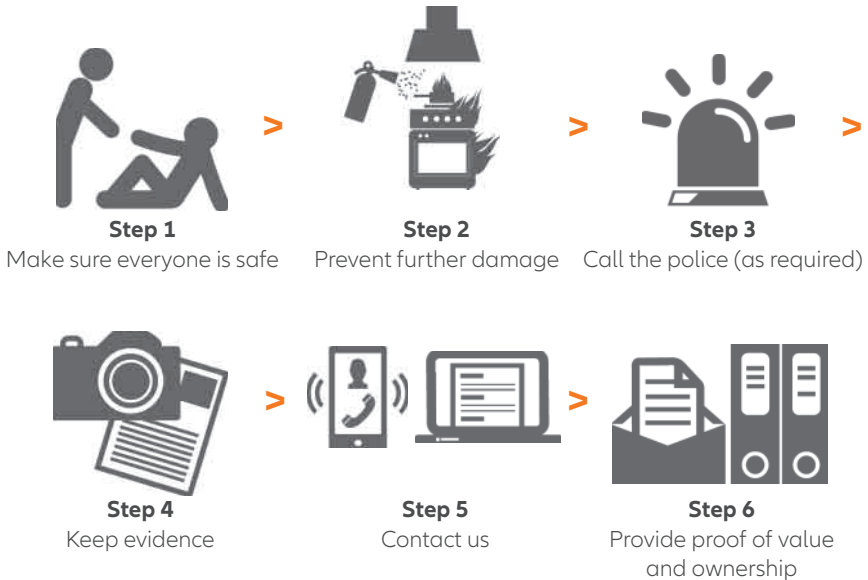 Step 1
Make sure everyone is safe
Step 2
Prevent further damage
Step 3
Call the police (as required)
Step 4
Keep evidence
Step 5
Contact us
Step 6
Provide proof of value
and ownership